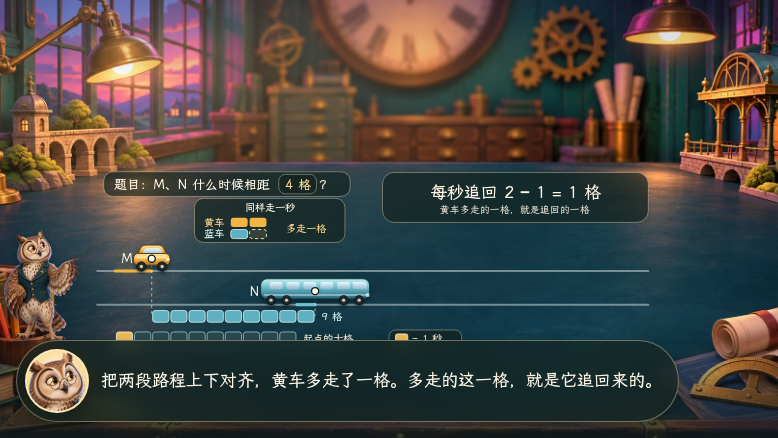 题目：M、N 什么时候相距 4 格 ？
每秒追回 2 － 1 = 1 格
黄车多走的一格，就是追回的一格
同样走一秒
黄车
蓝车
多走一格
M
N
9 格
起点的十格
= 1 秒
把两段路程上下对齐，黄车多走了一格。多走的这一格，就是它追回来的。